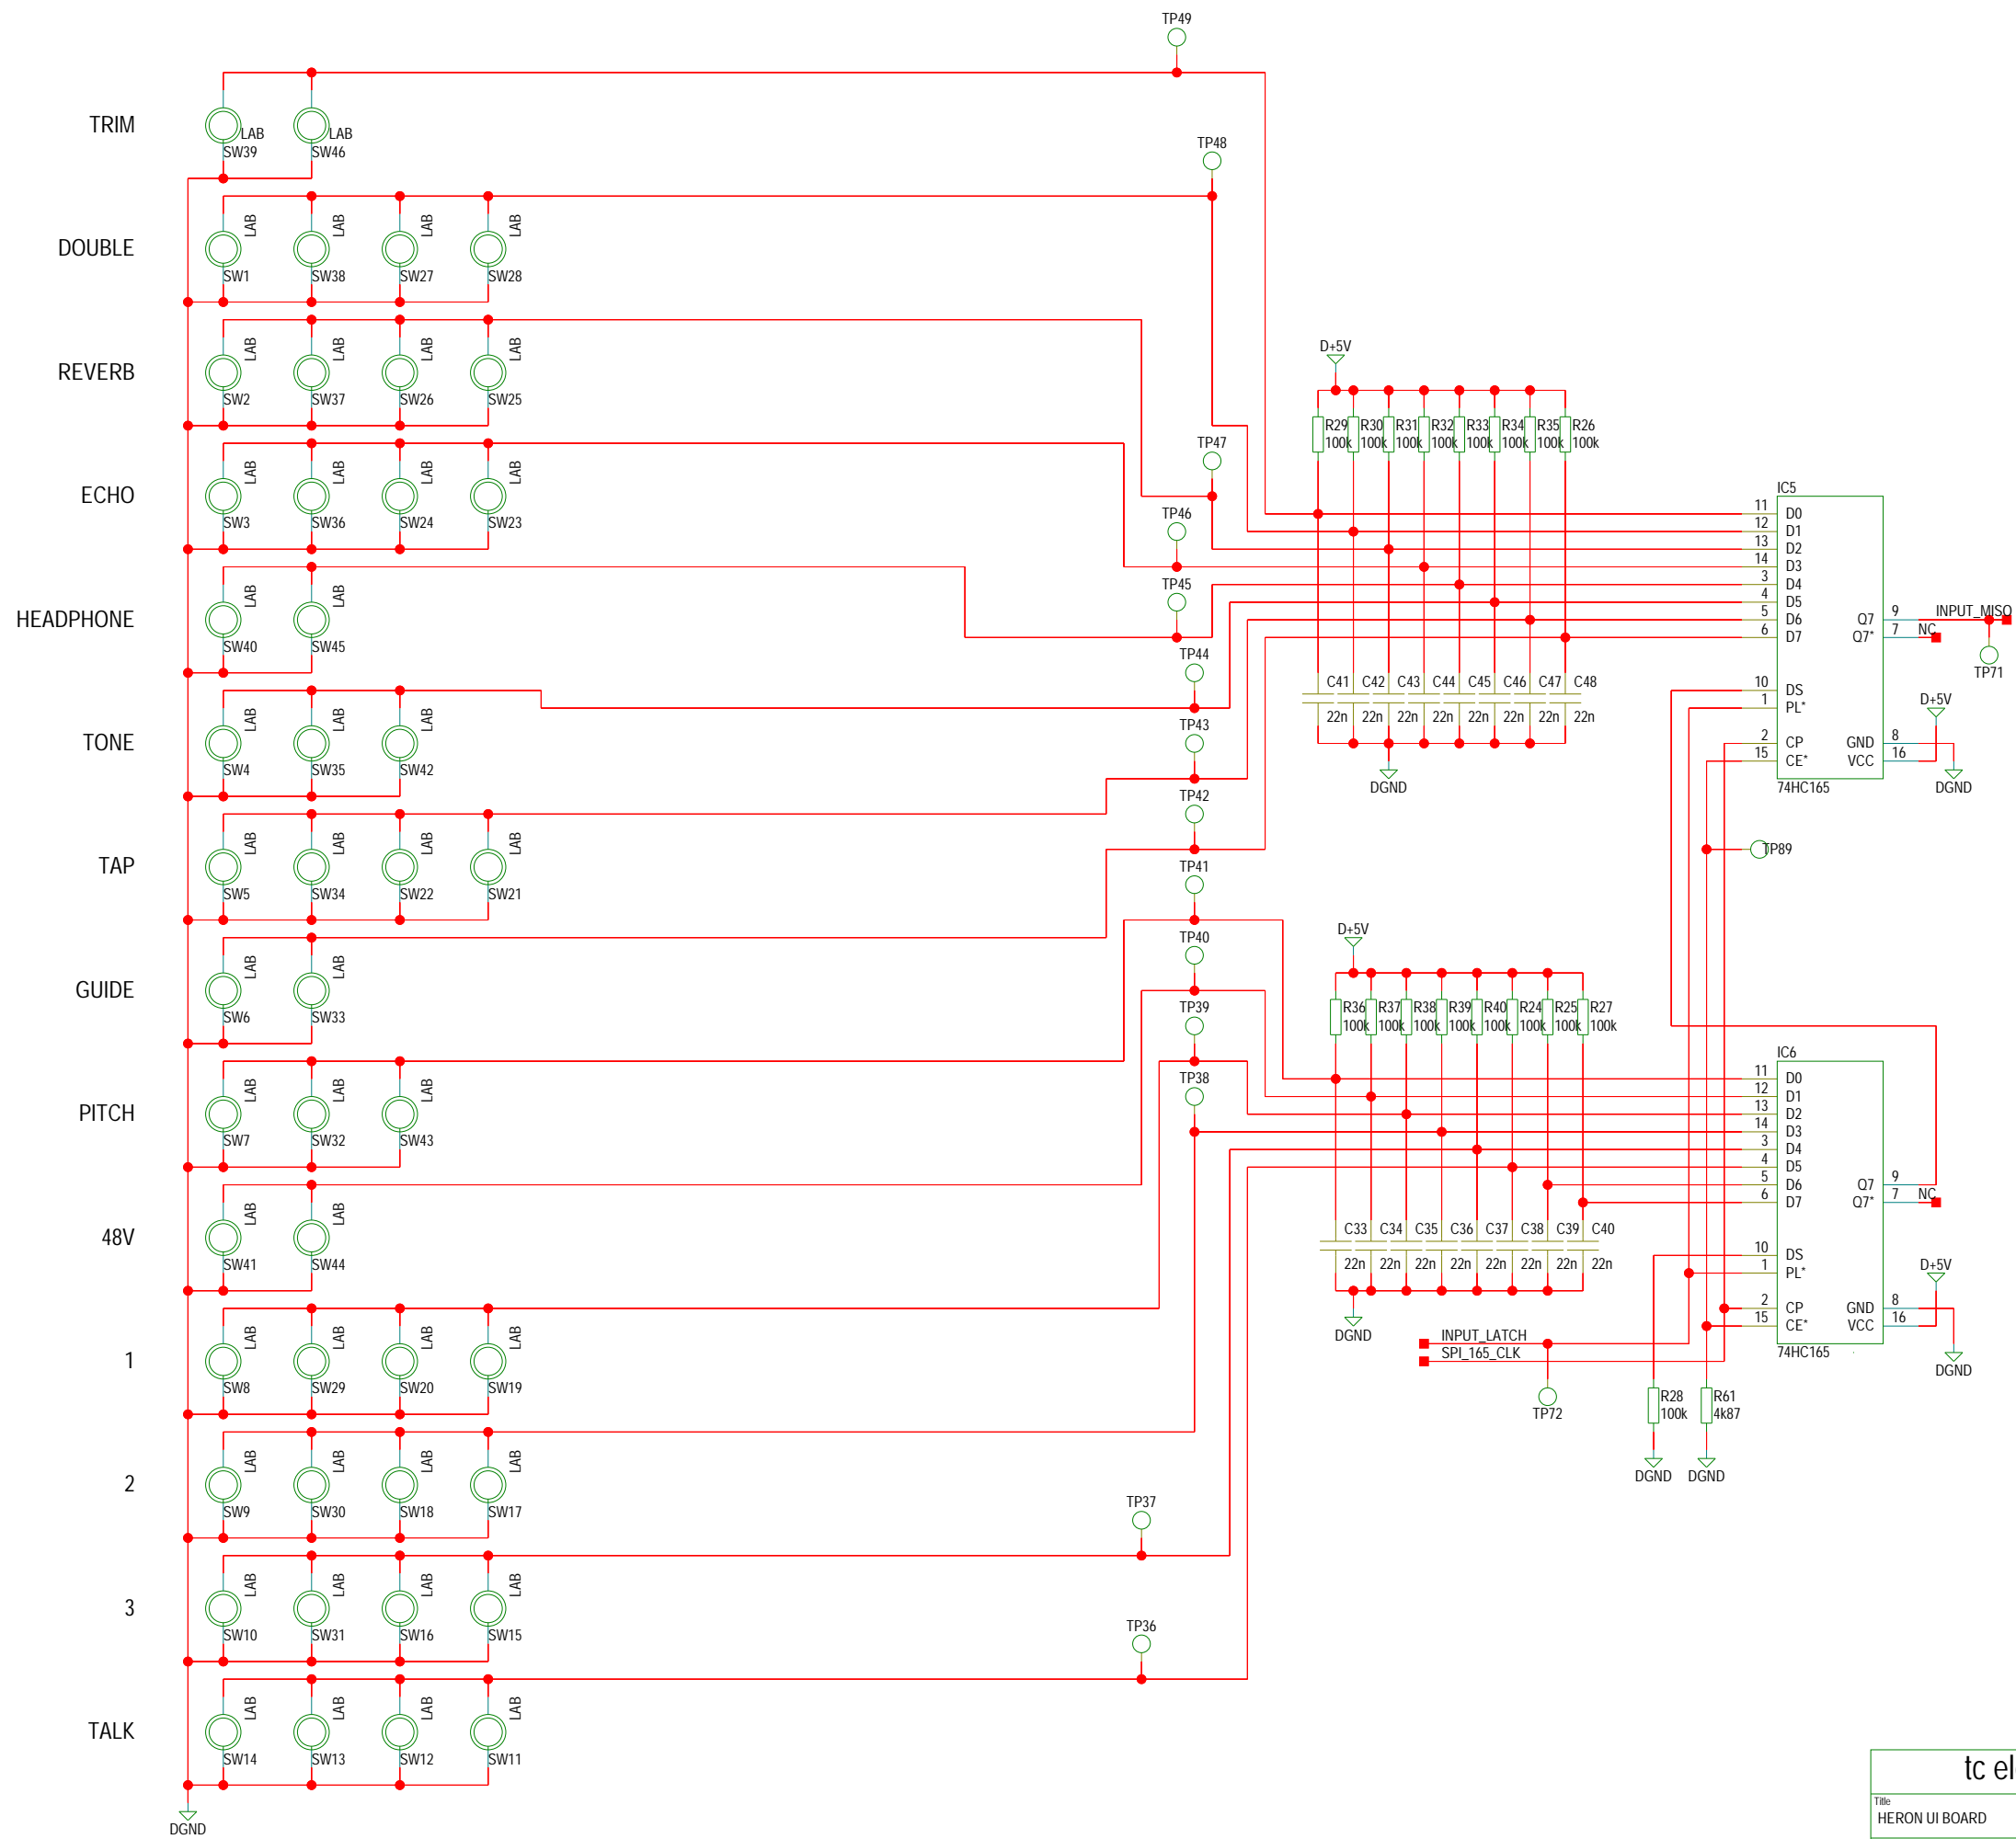 TP49
TRIM
LAB LAB
SW39 SW46
TP48
DOUBLE
LAB LAB LAB LAB
SW1 SW38 SW27 SW28
REVERB
LAB LAB LAB LAB
SW2 SW37 SW26 SW25
D+5V
R29 R30 R31 R32 R33 R34 R35 R26
100k 100k 100k 100k 100k 100k 100k 100k
TP47
ECHO
LAB LAB LAB LAB
SW3 SW36 SW24 SW23
TP46
IC5
11 D0
12 D1
13 D2
14 D3
3 D4
4 D5
5 D6
6 D7
Q7 9 INPUT_MISO
Q7* 7 NC
TP71
10 DS
1 PL*
2 CP
15 CE*
GND 8
VCC 16
D+5V
DGND
74HC165
HEADPHONE
LAB LAB
SW40 SW45
TP45
TP44
C41 C42 C43 C44 C45 C46 C47 C48
22n 22n 22n 22n 22n 22n 22n 22n
DGND
TONE
LAB LAB LAB
SW4 SW35 SW42
TP43
TP42
TAP
LAB LAB LAB LAB
SW5 SW34 SW22 SW21
TP89
TP41
GUIDE
LAB LAB
SW6 SW33
TP40
TP39
D+5V
R36 R37 R38 R39 R40 R24 R25 R27
100k 100k 100k 100k 100k 100k 100k 100k
PITCH
LAB LAB LAB
SW7 SW32 SW43
TP38
IC6
11 D0
12 D1
13 D2
14 D3
3 D4
4 D5
5 D6
6 D7
Q7 9
Q7* 7 NC
10 DS
1 PL*
2 CP
15 CE*
GND 8
VCC 16
D+5V
DGND
74HC165
48V
LAB LAB
SW41 SW44
C33 C34 C35 C36 C37 C38 C39 C40
22n 22n 22n 22n 22n 22n 22n 22n
DGND
INPUT_LATCH
SPI_165_CLK
TP72
R28 R61
100k 4k87
DGND DGND
1
LAB LAB LAB LAB
SW8 SW29 SW20 SW19
2
LAB LAB LAB LAB
SW9 SW30 SW18 SW17
TP37
3
LAB LAB LAB LAB
SW10 SW31 SW16 SW15
TP36
TALK
LAB LAB LAB LAB
SW14 SW13 SW12 SW11
DGND
tc el
Title
HERON UI BOARD